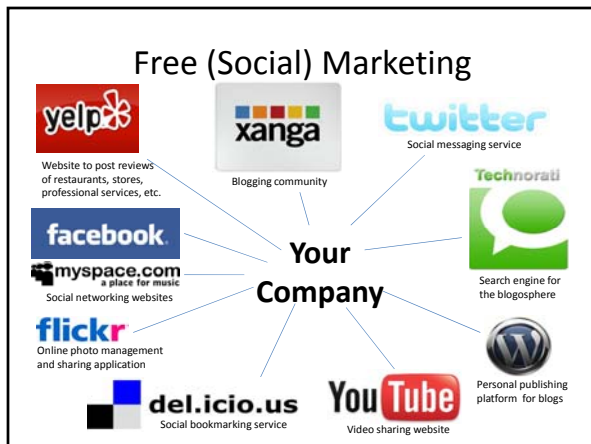 Free (Social) Marketing
yelp
Website to post reviews
of restaurants, stores,
professional services, etc.
xanga
Blogging community
twitter
Social messaging service
Technorati
Search engine for
the blogosphere
facebook.
myspace.com
a place for music
Social networking websites
Your
Company
flickr
Online photo management
and sharing application
del.icio.us
Social bookmarking service
You Tube
Video sharing website
W
Personal publishing
platform for blogs